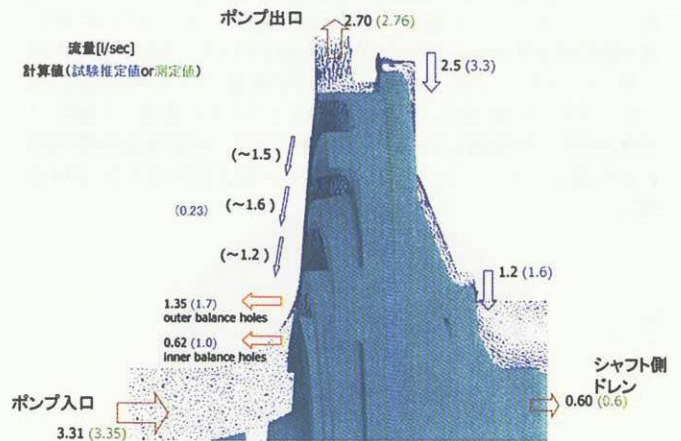 ポンプ出口
2.70 (2.76)
流量[l/sec]
計算値(試験推定値or測定値)
2.5 (3.3)
(~1.5)
(0.23)
(~1.6)
(~1.2)
1.2 (1.6)
1.35 (1.7)
outer balance holes
0.62 (1.0)
inner balance holes
シャフト側
ドレン
ポンプ入口
0.60 (0.6)
3.31 (3.35)